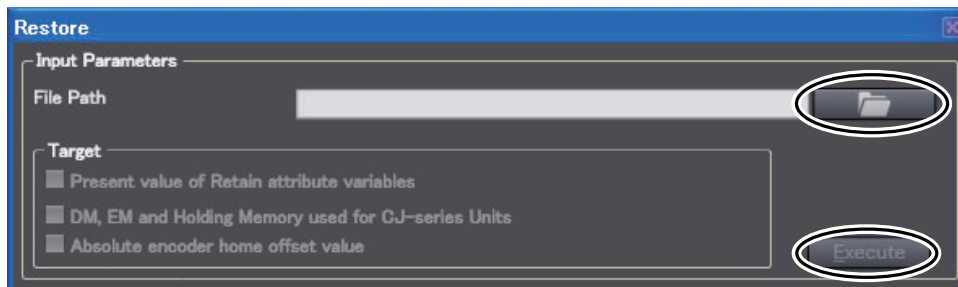 Restore
Input Parameters
File Path
Target
Present value of Retain attribute variables
DM, EM and Holding Memory used for CJ-series Units
Absolute encoder home offset value
Execute